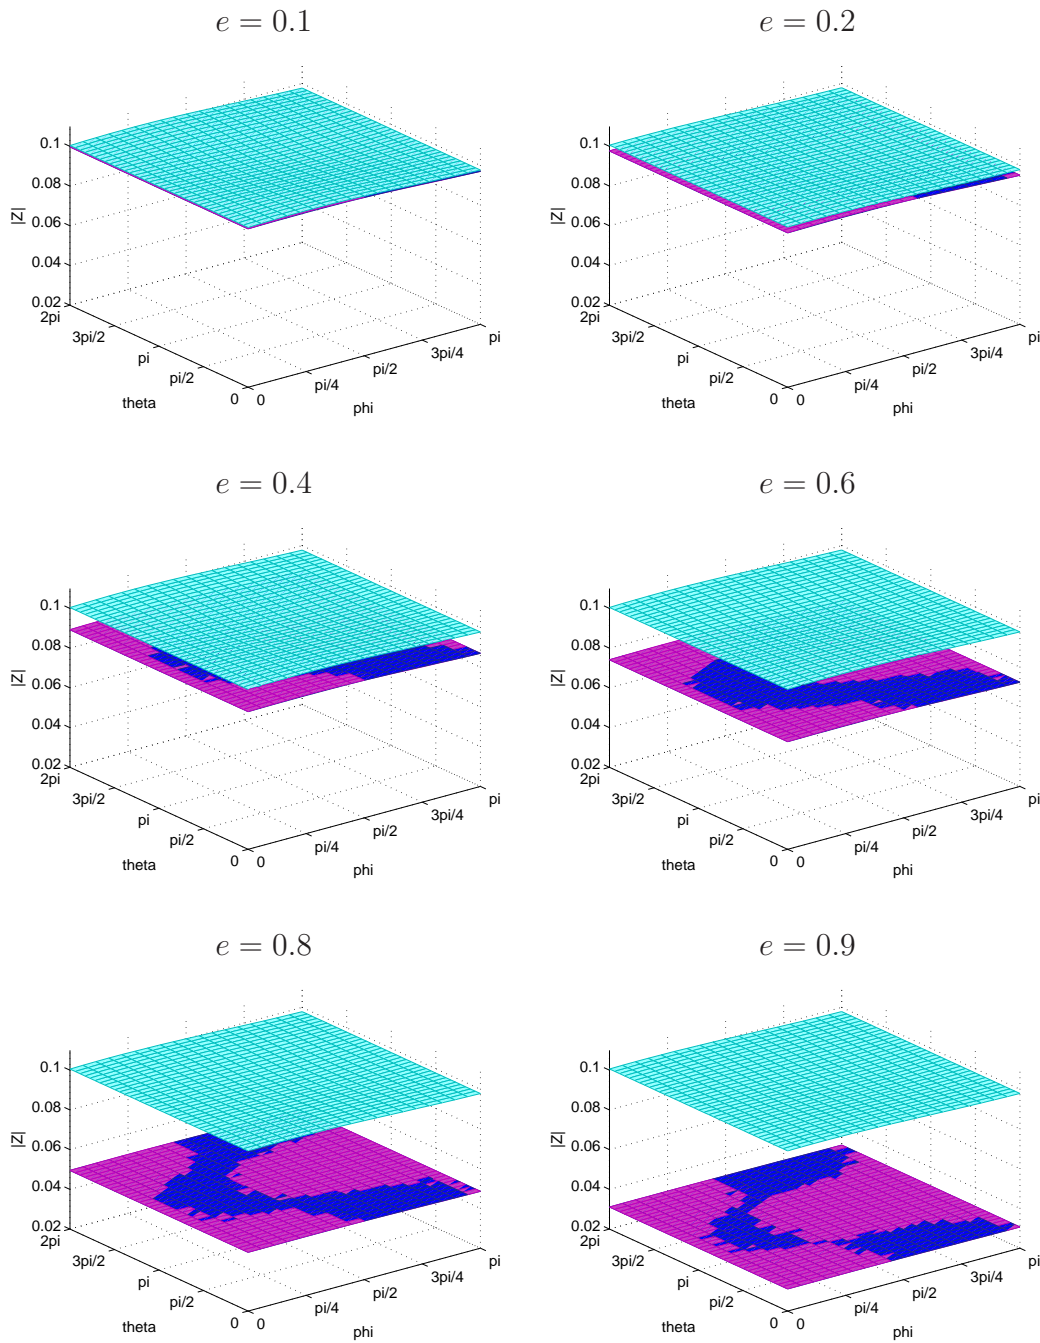 e = 0.1
0.1
0.08
0.06
0.04
0.02
|Z|
2pi
3pi/2
pi
pi/2
0
theta
0
pi/4
pi/2
3pi/4
pi
phi
e = 0.2
0.1
0.08
0.06
0.04
0.02
|Z|
2pi
3pi/2
pi
pi/2
0
theta
0
pi/4
pi/2
3pi/4
pi
phi
e = 0.4
0.1
0.08
0.06
0.04
0.02
|Z|
2pi
3pi/2
pi
pi/2
0
theta
0
pi/4
pi/2
3pi/4
pi
phi
e = 0.6
0.1
0.08
0.06
0.04
0.02
|Z|
2pi
3pi/2
pi
pi/2
0
theta
0
pi/4
pi/2
3pi/4
pi
phi
e = 0.8
0.1
0.08
0.06
0.04
0.02
|Z|
2pi
3pi/2
pi
pi/2
0
theta
0
pi/4
pi/2
3pi/4
pi
phi
e = 0.9
0.1
0.08
0.06
0.04
0.02
|Z|
2pi
3pi/2
pi
pi/2
0
theta
0
pi/4
pi/2
3pi/4
pi
phi